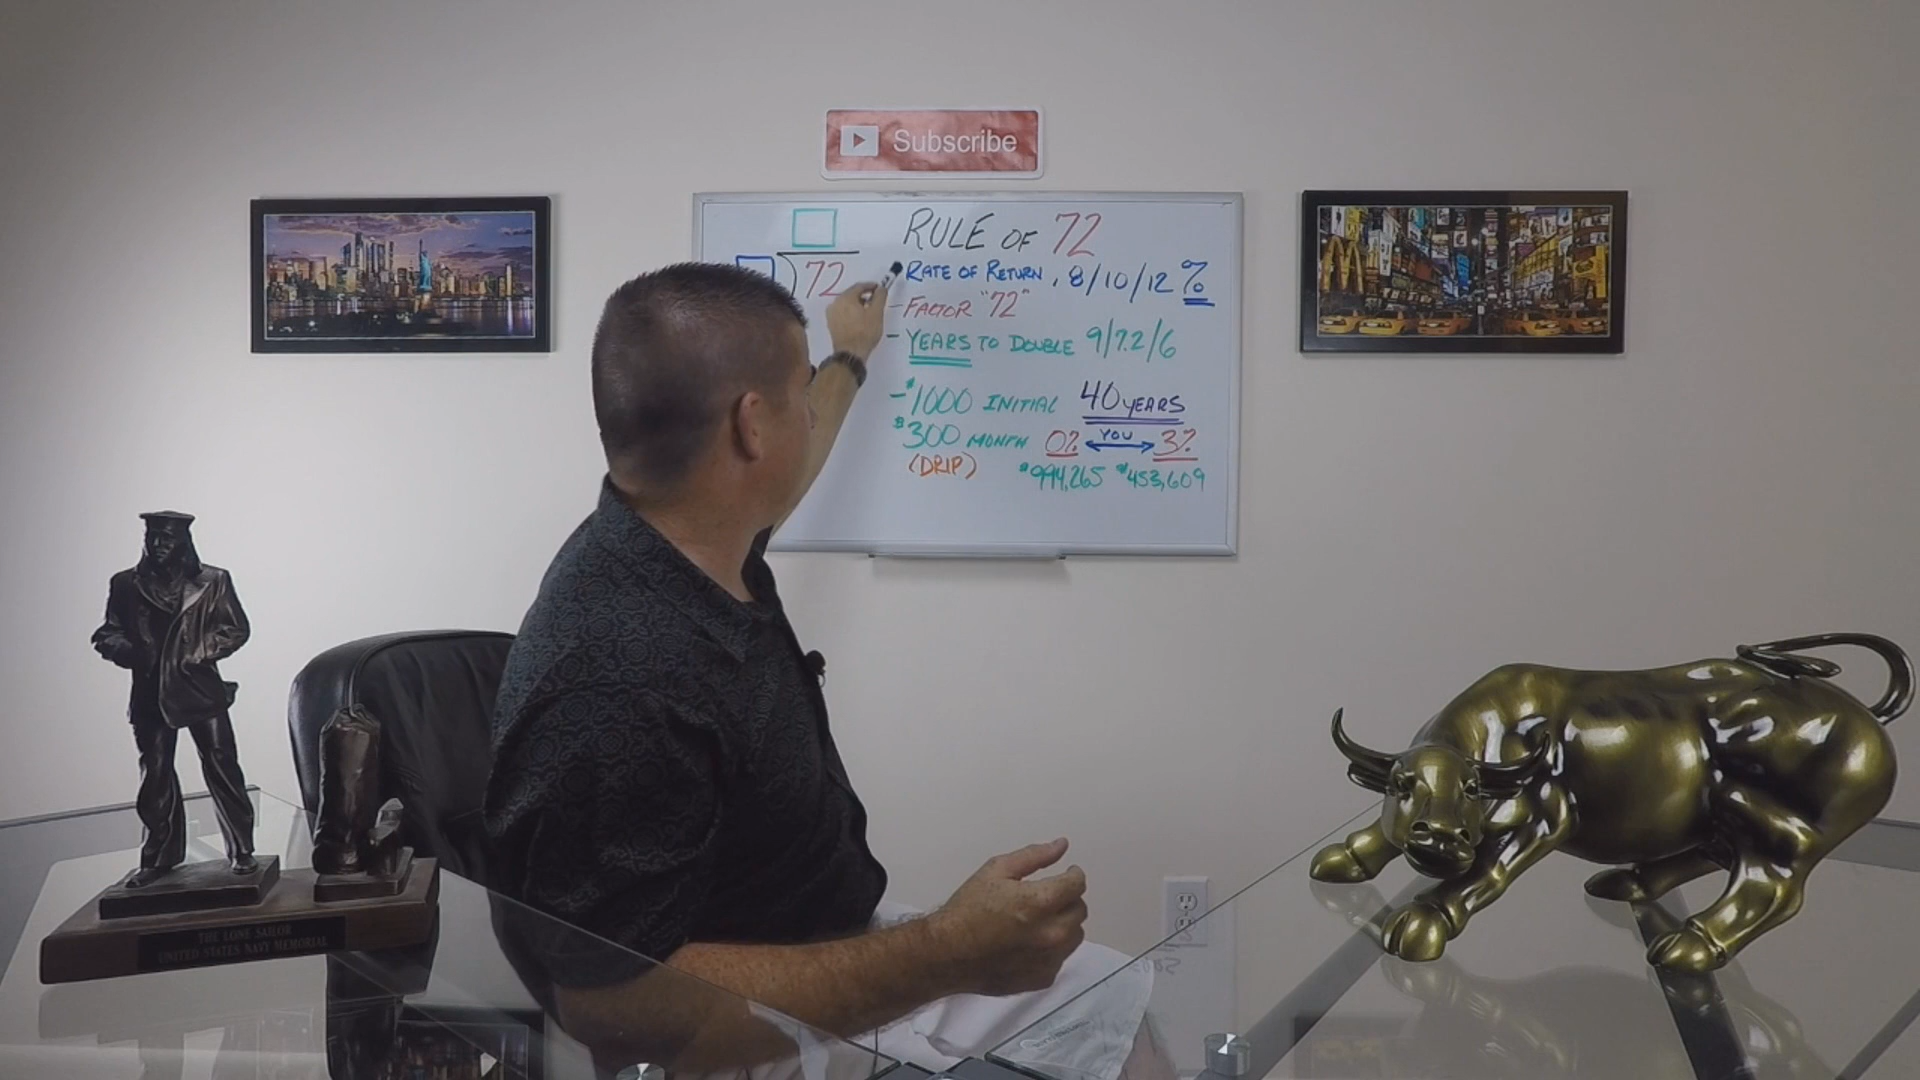 Subscribe
RULE OF 72
72
- RATE OF RETURN, 8/10/12 %
- FACTOR "72"
- YEARS TO DOUBLE 9/7.2/6
- $1000 INITIAL 40 YEARS
$300 MONTH 0% YOU 3%
(DRIP) $994,265 $453,609
THE LONE SAILOR
UNITED STATES NAVY MEMORIAL